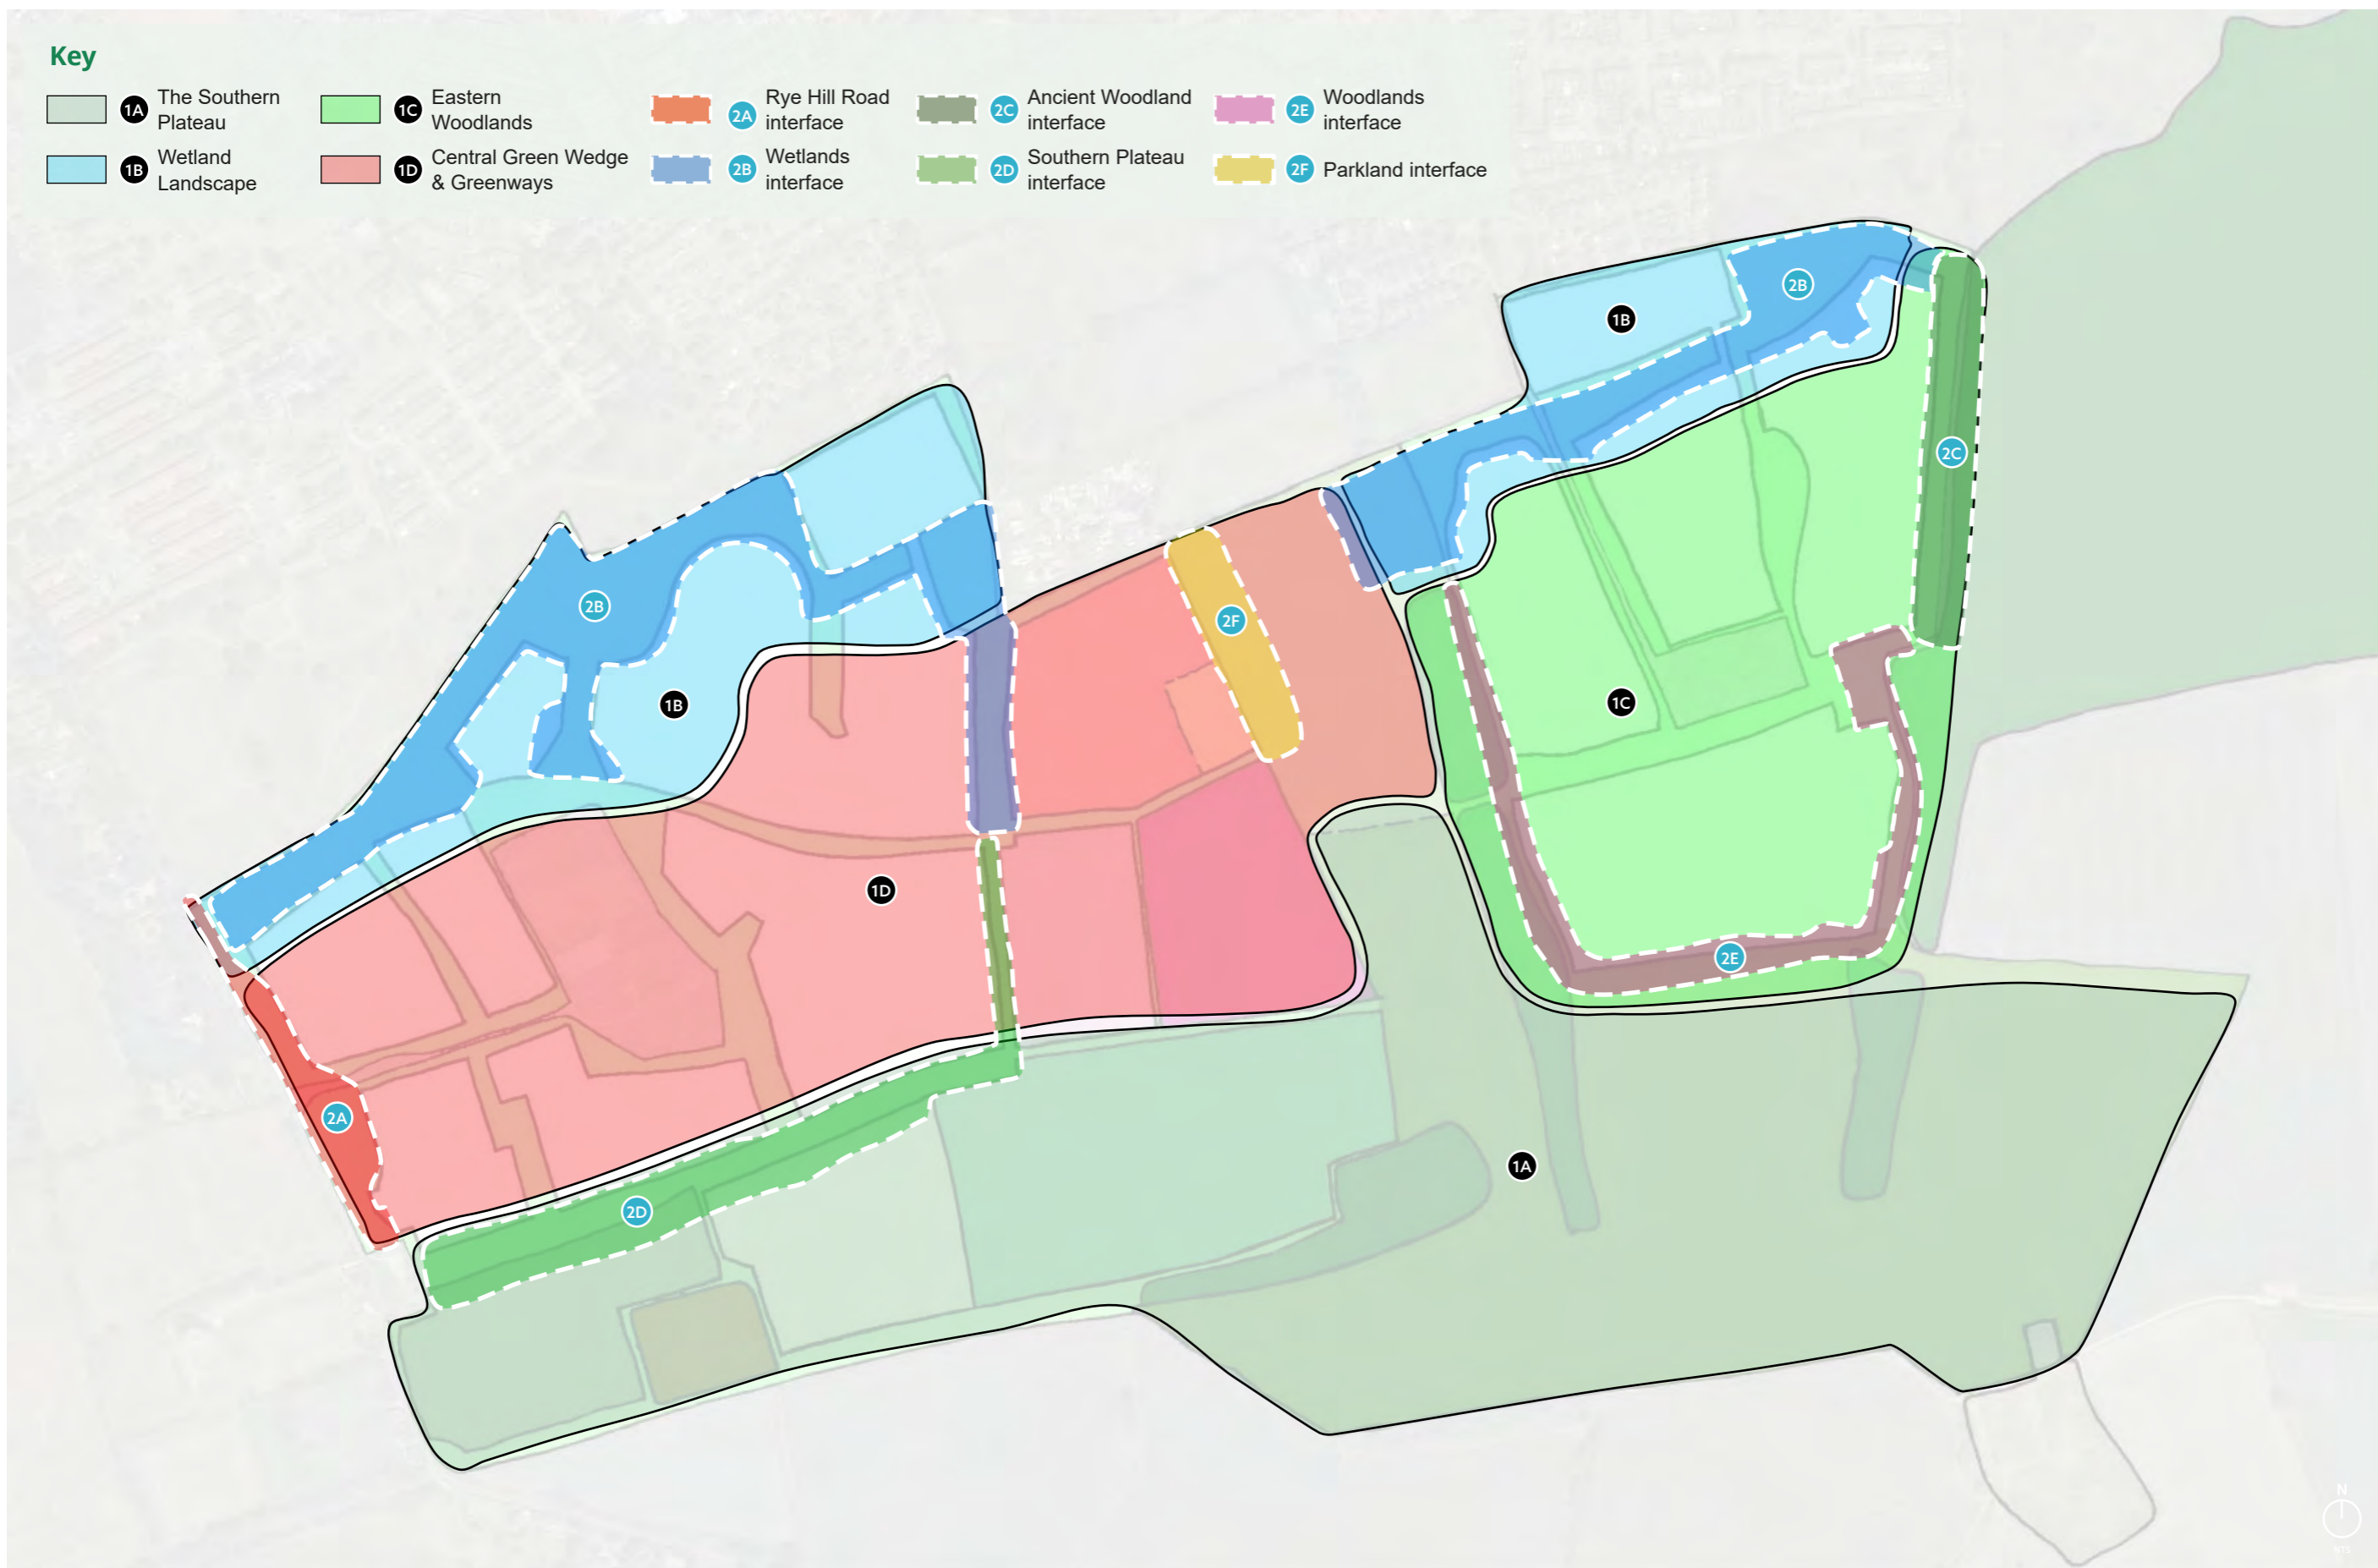 Key
1A The Southern
Plateau
1C Eastern
Woodlands
2A Rye Hill Road
interface
2C Ancient Woodland
interface
2E Woodlands
interface
1B Wetland
Landscape
1D Central Green Wedge
& Greenways
2B Wetlands
interface
2D Southern Plateau
interface
2F Parkland interface
2B
1B
2C
2B
2F
1B
1C
1D
2E
2A
1A
2D
N
NTS